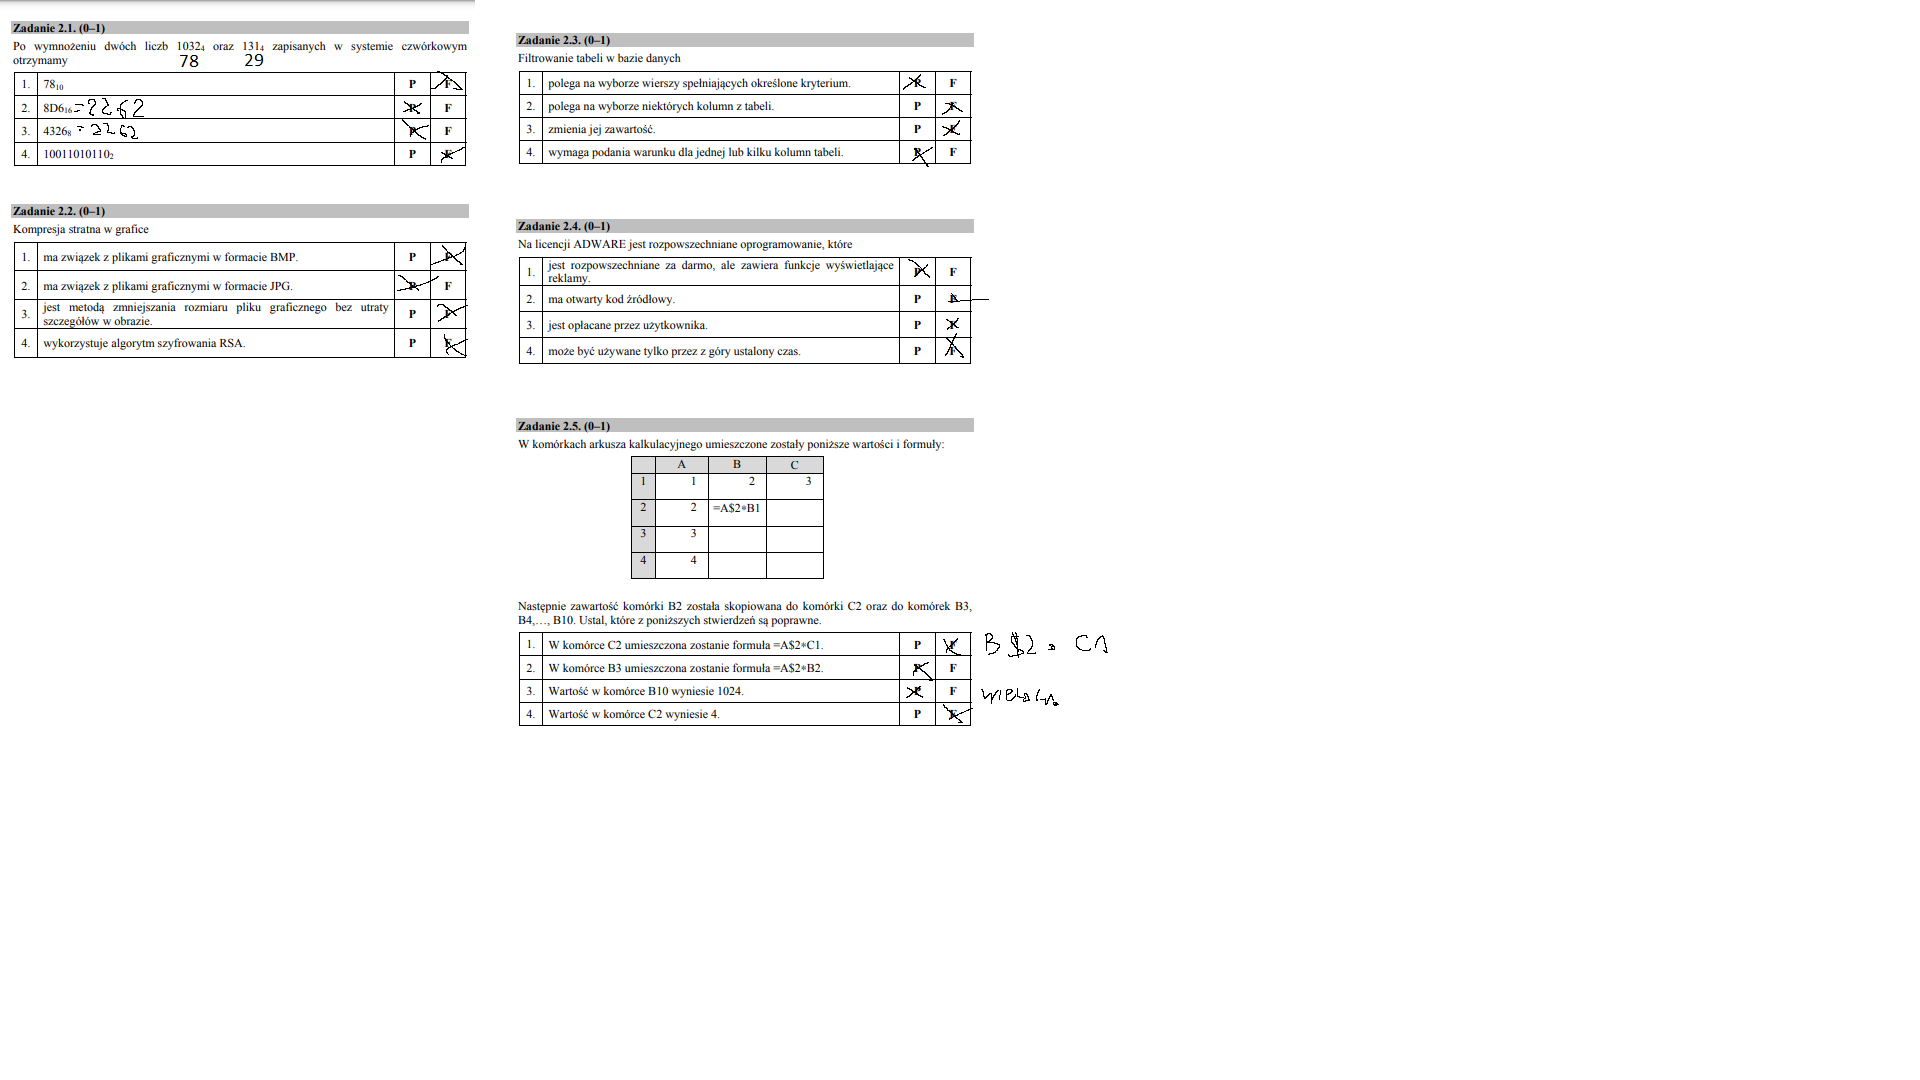 Zadanie 2.1. (0–1)
Po wymnożeniu dwóch liczb 1032₄ oraz 131₄ zapisanych w systemie czwórkowym
otrzymamy
78 29
1. 78₁₀ P F
2. 8D6₁₆ =2262 P F
3. 4326₈ = 2262 P F
4. 10011010110₂ P F
Zadanie 2.2. (0–1)
Kompresja stratna w grafice
1. ma związek z plikami graficznymi w formacie BMP. P F
2. ma związek z plikami graficznymi w formacie JPG. P F
3. jest metodą zmniejszania rozmiaru pliku graficznego bez utraty
szczegółów w obrazie. P F
4. wykorzystuje algorytm szyfrowania RSA. P F
Zadanie 2.3. (0–1)
Filtrowanie tabeli w bazie danych
1. polega na wyborze wierszy spełniających określone kryterium. P F
2. polega na wyborze niektórych kolumn z tabeli. P F
3. zmienia jej zawartość. P F
4. wymaga podania warunku dla jednej lub kilku kolumn tabeli. P F
Zadanie 2.4. (0–1)
Na licencji ADWARE jest rozpowszechniane oprogramowanie, które
1. jest rozpowszechniane za darmo, ale zawiera funkcje wyświetlające
reklamy. P F
2. ma otwarty kod źródłowy. P F
3. jest opłacane przez użytkownika. P F
4. może być używane tylko przez z góry ustalony czas. P F
Zadanie 2.5. (0–1)
W komórkach arkusza kalkulacyjnego umieszczone zostały poniższe wartości i formuły:
A B C
1 1 2 3
2 2 =A$2*B1
3 3
4 4
Następnie zawartość komórki B2 została skopiowana do komórki C2 oraz do komórek B3,
B4,…, B10. Ustal, które z poniższych stwierdzeń są poprawne.
1. W komórce C2 umieszczona zostanie formuła =A$2*C1. P F B$2 * C1
2. W komórce B3 umieszczona zostanie formuła =A$2*B2. P F
3. Wartość w komórce B10 wyniesie 1024. P F
4. Wartość w komórce C2 wyniesie 4. P F